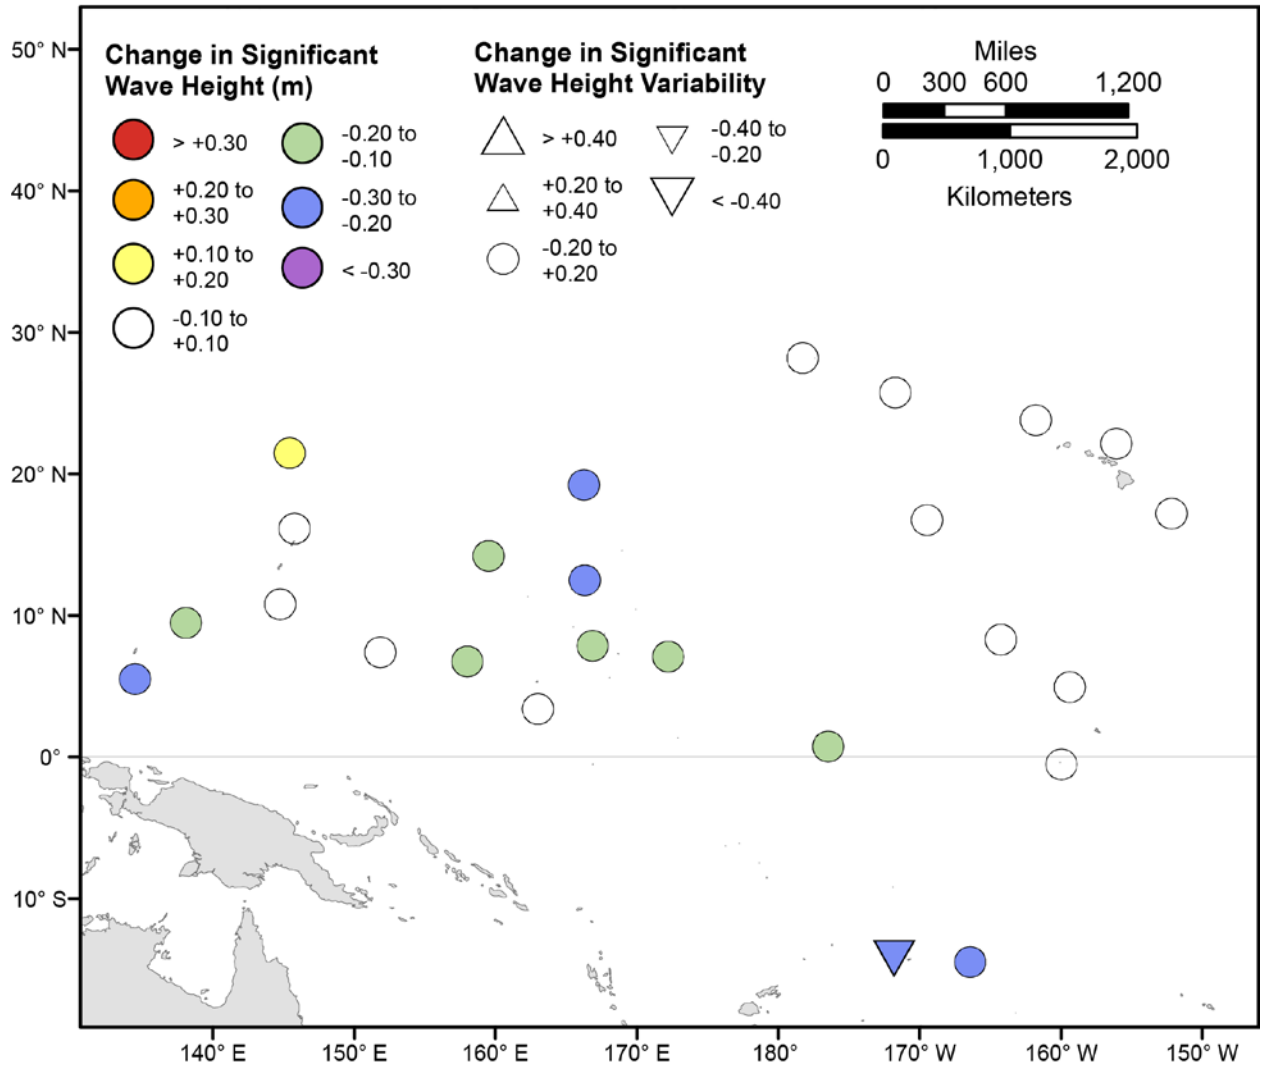 50° N
40° N
30° N
20° N
10° N
0°
10° S
Change in Significant
Wave Height (m)
> +0.30
+0.20 to
+0.30
+0.10 to
+0.20
-0.10 to
+0.10
-0.20 to
-0.10
-0.30 to
-0.20
< -0.30
Change in Significant
Wave Height Variability
> +0.40
+0.20 to
+0.40
-0.20 to
+0.20
-0.40 to
-0.20
< -0.40
Miles
0 300 600 1,200
0 1,000 2,000
Kilometers
140° E 150° E 160° E 170° E 180° 170° W 160° W 150° W